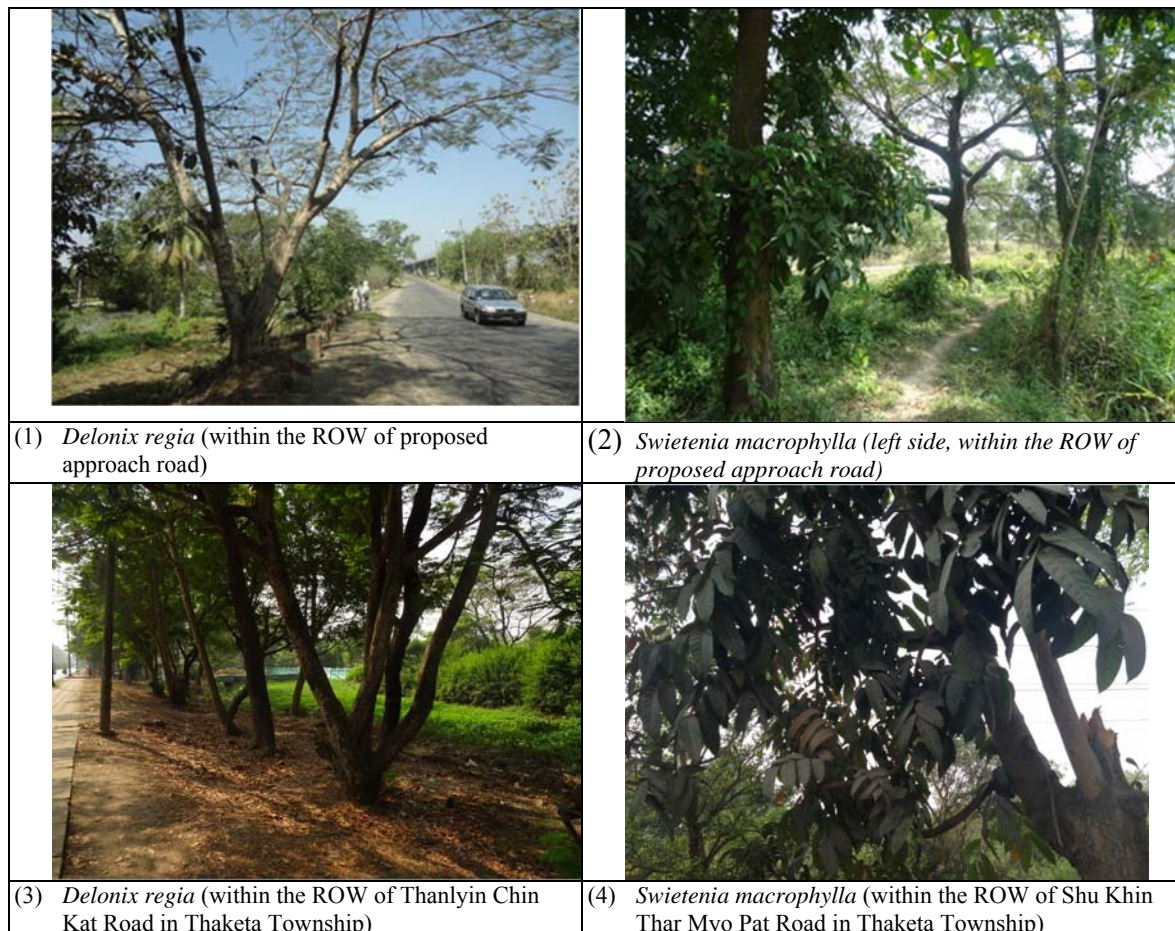 (1) Delonix regia (within the ROW of proposed
approach road)
(2) Swietenia macrophylla (left side, within the ROW of
proposed approach road)
(3) Delonix regia (within the ROW of Thanlyin Chin
Kat Road in Thaketa Township)
(4) Swietenia macrophylla (within the ROW of Shu Khin
Thar Myo Pat Road in Thaketa Township)